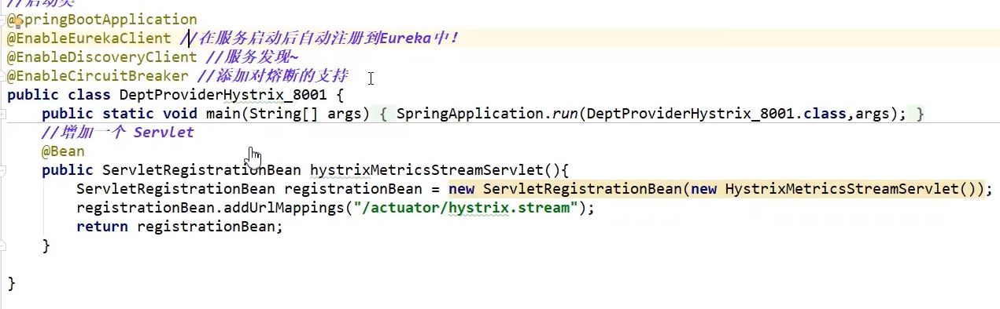 //启动类
@SpringBootApplication
@EnableEurekaClient //在服务启动后自动注册到Eureka中！
@EnableDiscoveryClient //服务发现~
@EnableCircuitBreaker //添加对熔断的支持
public class DeptProviderHystrix_8001 {
    public static void main(String[] args) { SpringApplication.run(DeptProviderHystrix_8001.class,args); }
    //增加一个 Servlet
    @Bean
    public ServletRegistrationBean hystrixMetricsStreamServlet(){
        ServletRegistrationBean registrationBean = new ServletRegistrationBean(new HystrixMetricsStreamServlet());
        registrationBean.addUrlMappings("/actuator/hystrix.stream");
        return registrationBean;
    }
}